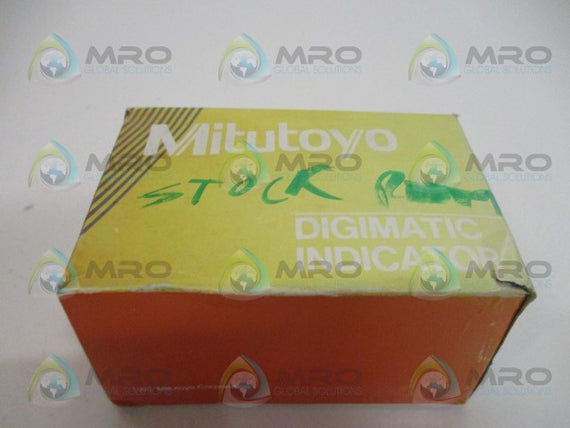 Mitutoyo
STOCK
DIGIMATIC
INDICATOR
MRO
GLOBAL SOLUTIONS